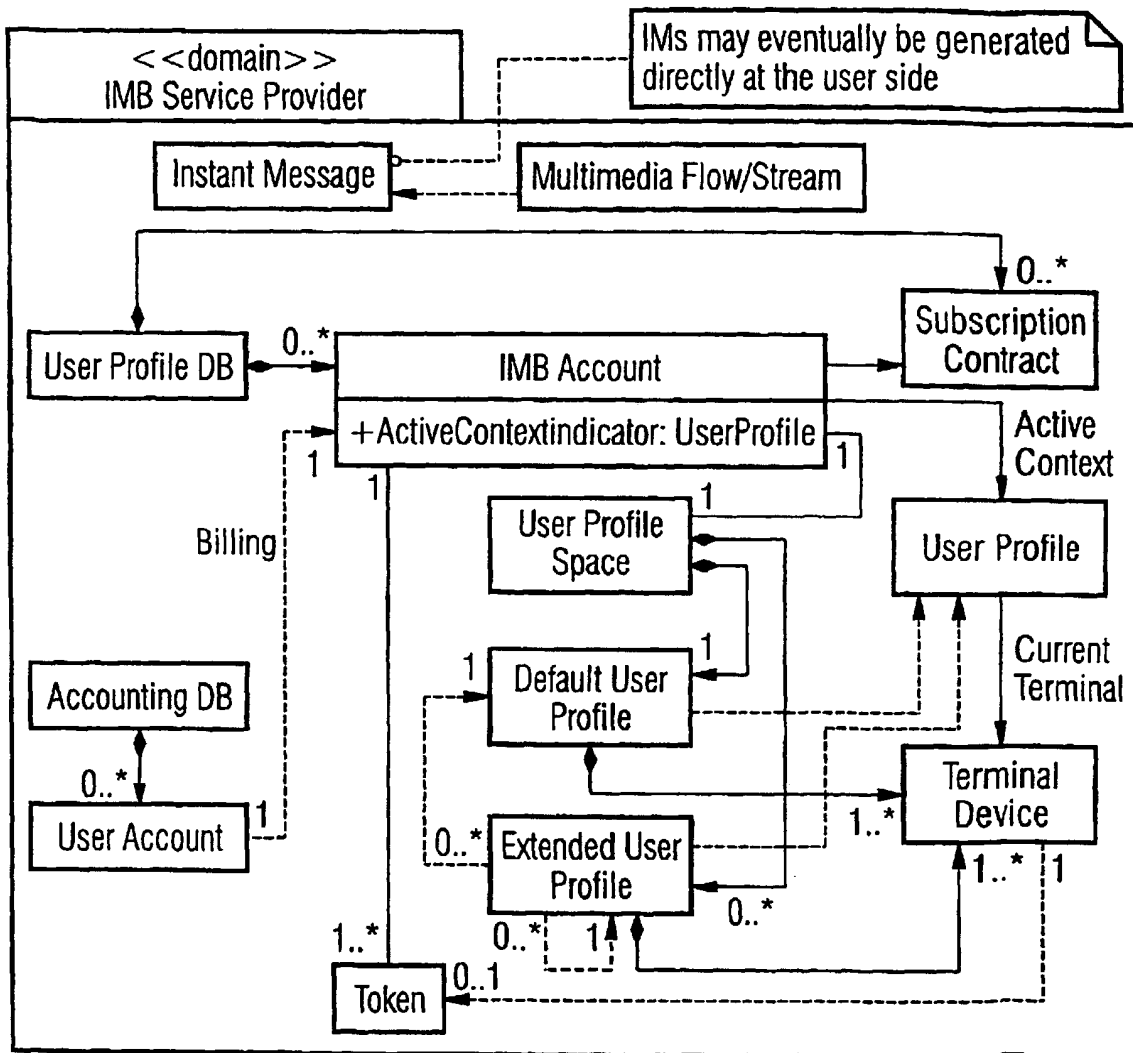 <<domain>>
IMB Service Provider
IMs may eventually be generated
directly at the user side
Instant Message
Multimedia Flow/Stream
0..*
Subscription
Contract
User Profile DB
0..*
IMB Account
+ActiveContextindicator: UserProfile
1
1
1
Active
Context
Billing
1
User Profile
Space
User Profile
Current
Terminal
Accounting DB
0..*
User Account
1
1
1
Default User
Profile
Terminal
Device
1..*
1..*
1
0..*
Extended User
Profile
0..*
0..*
1
1..*
0..1
Token